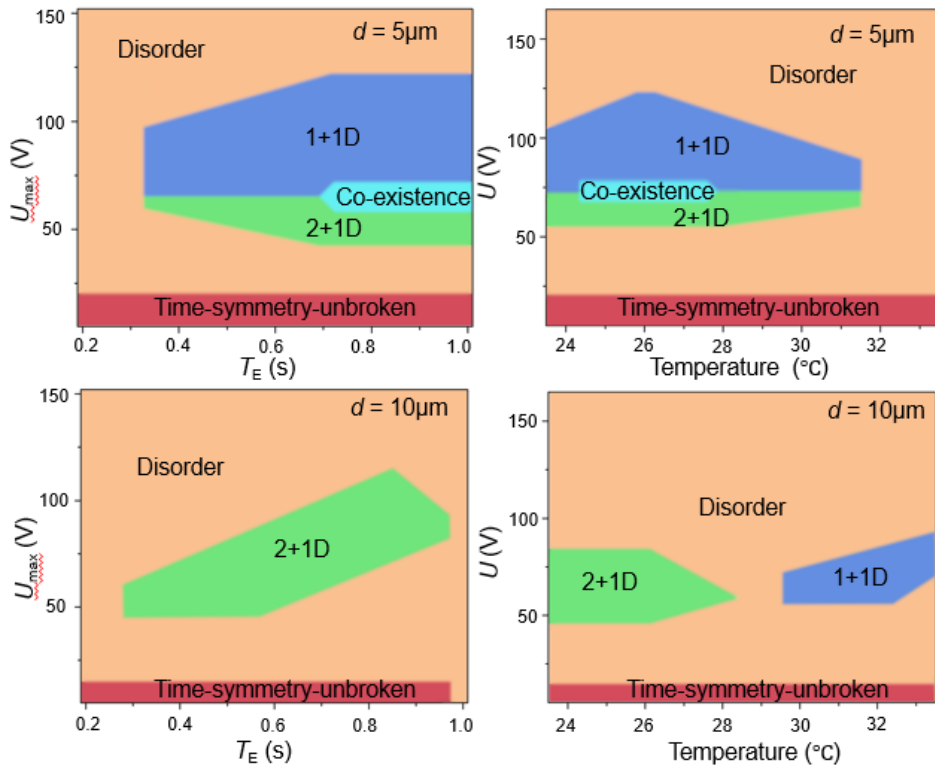 d = 5μm
Disorder
1+1D
Co-existence
2+1D
Time-symmetry-unbroken
150
100
50
U_max (V)
0.2 0.4 0.6 0.8 1.0
T_E (s)
d = 5μm
Disorder
1+1D
Co-existence
2+1D
Time-symmetry-unbroken
150
100
50
U (V)
24 26 28 30 32
Temperature (°C)
d = 10μm
Disorder
2+1D
Time-symmetry-unbroken
150
100
50
U_max (V)
0.2 0.4 0.6 0.8 1.0
T_E (s)
d = 10μm
Disorder
2+1D
1+1D
Time-symmetry-unbroken
150
100
50
U (V)
24 26 28 30 32
Temperature (°C)